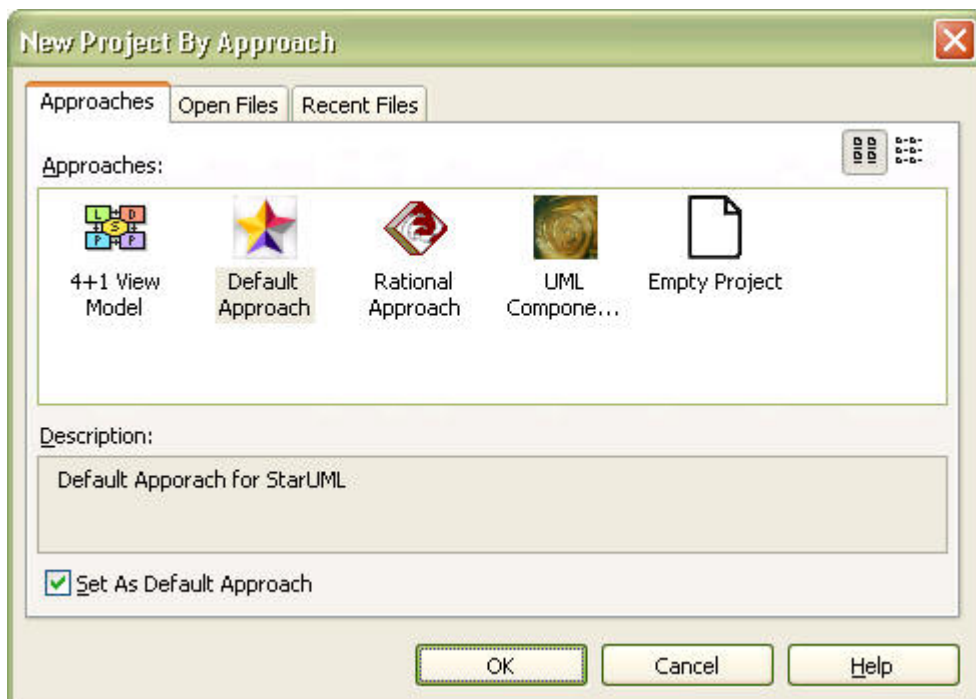 New Project By Approach
Approaches
Open Files
Recent Files
Approaches:
L D
S
P P
4+1 View
Model
Default
Approach
Rational
Approach
UML
Compone...
Empty Project
Description:
Default Apporach for StarUML
Set As Default Approach
OK
Cancel
Help